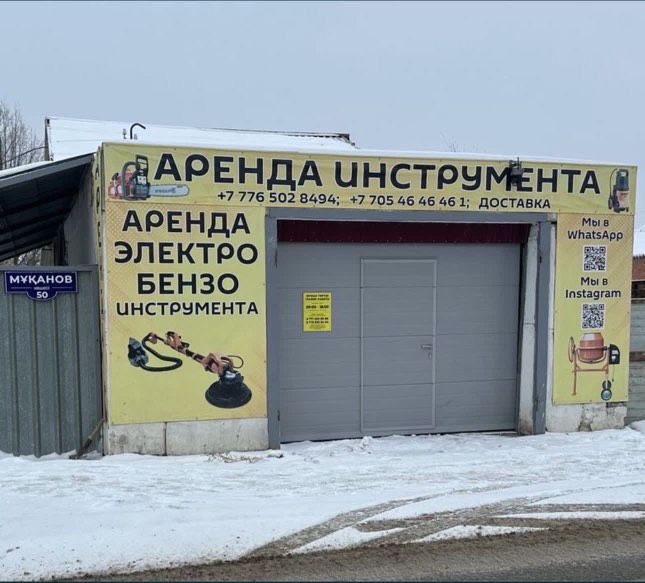 АРЕНДА ИНСТРУМЕНТА
+7 776 502 8494; +7 705 46 46 46 1; ДОСТАВКА
АРЕНДА
ЭЛЕКТРО
БЕНЗО
ИНСТРУМЕНТА
МҰҚАНОВ
50
Мы в
WhatsApp
Мы в
Instagram